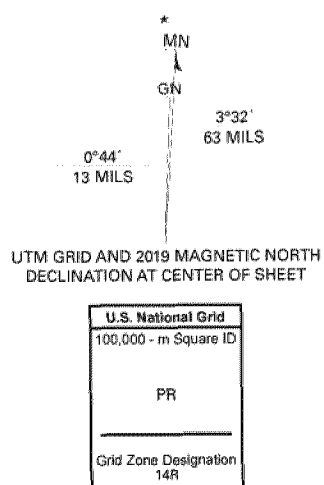 *
MN
GN
3°32´
63 MILS
0°44´
13 MILS
UTM GRID AND 2019 MAGNETIC NORTH
DECLINATION AT CENTER OF SHEET
U.S. National Grid
100,000 - m Square ID
PR
Grid Zone Designation
14R